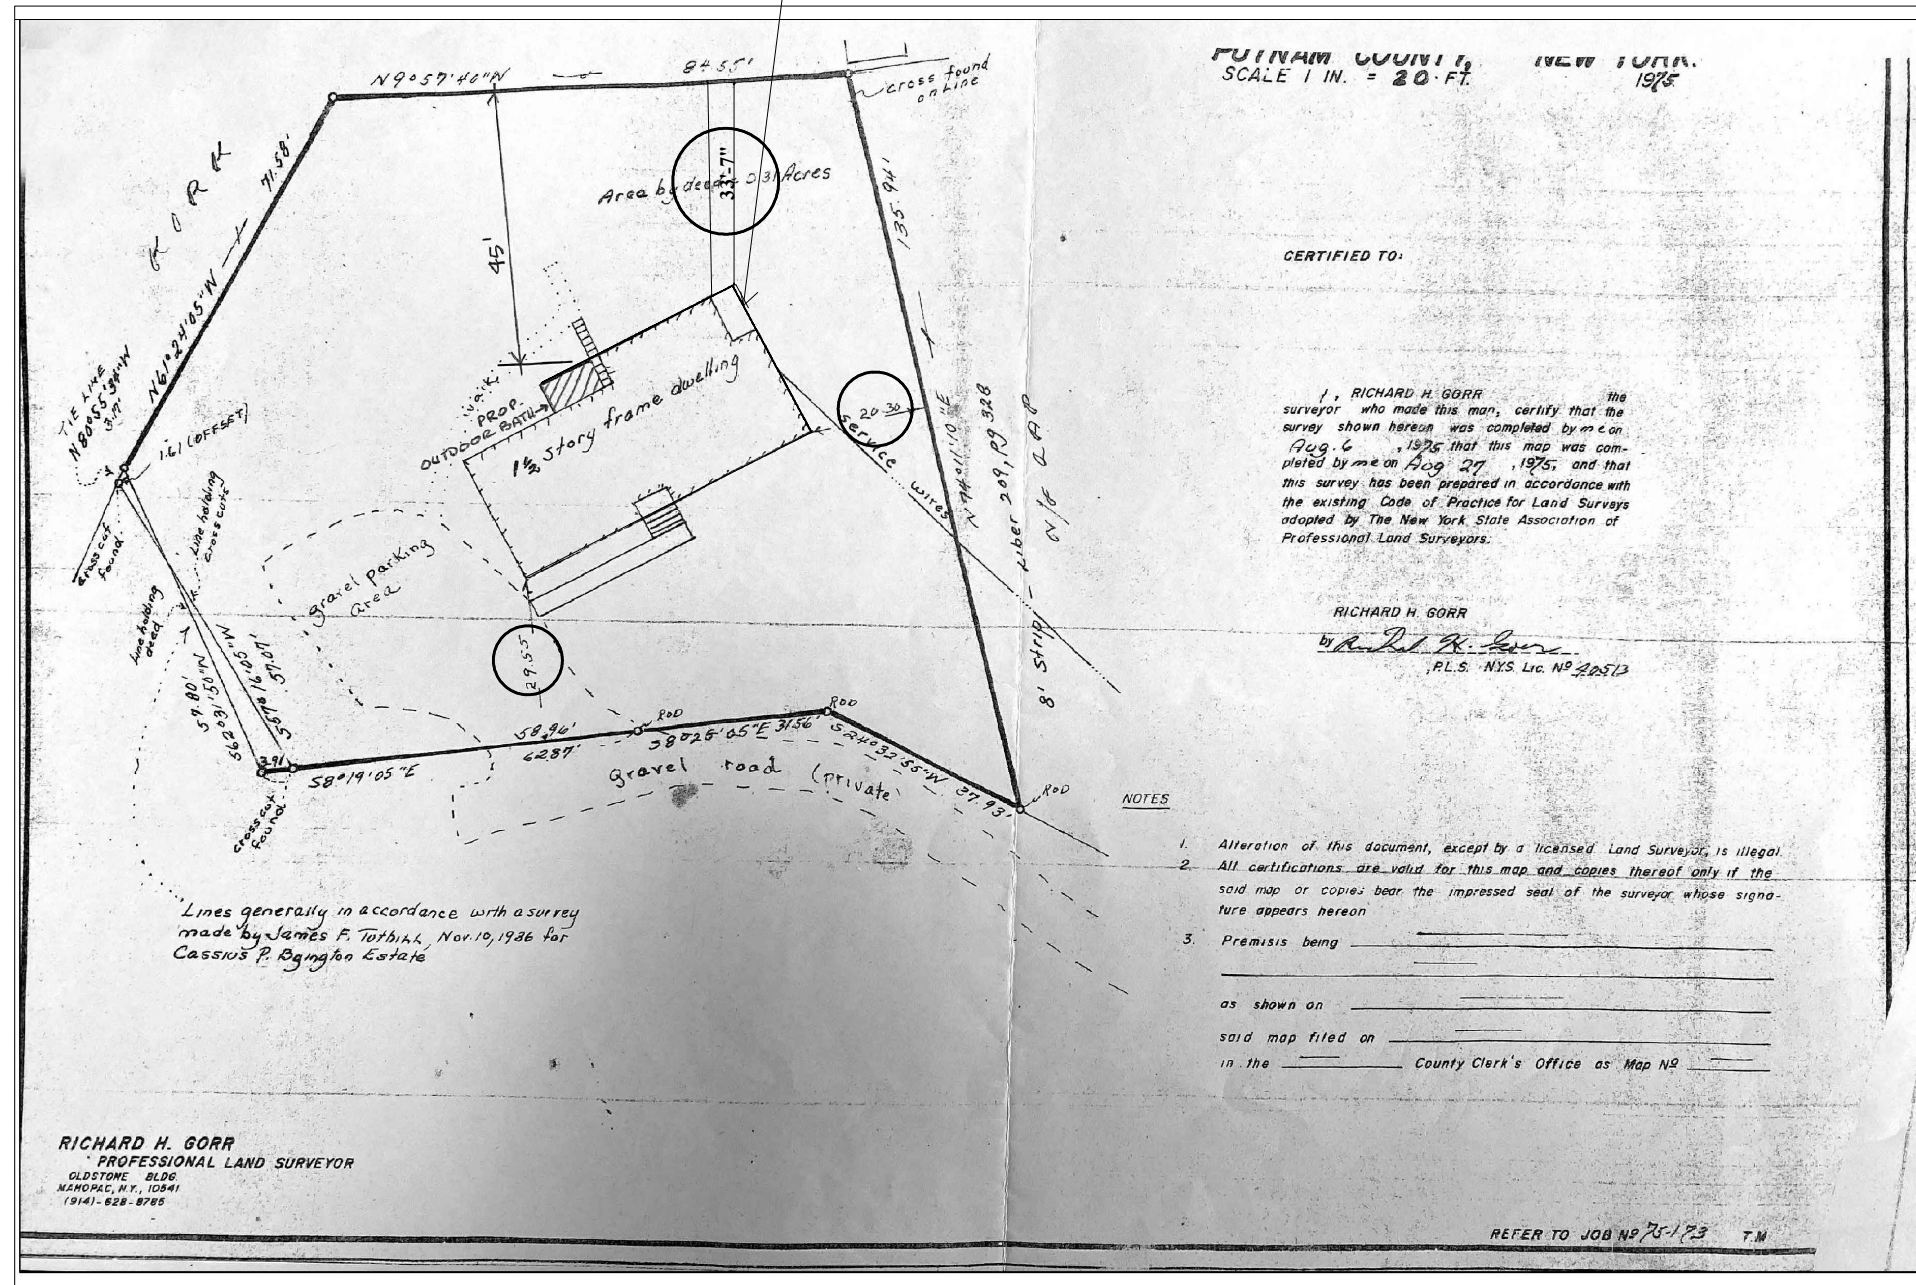 PUTNAM COUNTY, NEW YORK.
SCALE 1 IN. = 20 FT. 1975
N9°57'40"W 84.55'
cross found
on Line
KORK
71.58'
N61°24'05"W
TIE LINE
N80°55'34"W
3.17'
1.61 (OFFSET)
Area by deed = 0.31 Acres
33'-7"
45'
135.94'
walk
PROP.
OUTDOOR BATH
1½ story frame dwelling
20.30
service wires
N74°11'10"E
8' Strip - Liber 209, Pg 328
N/F
cross cut
found
Line holding
cross cuts
Line holding
deed
gravel parking
area
29.55
57.80'
S62°31'50"W
57.07'
3.91
58.96'
62.87'
S8°19'05"E
ROD
S8°25'05"E 31.56'
ROD
S24°32'55"W 37.93'
ROD
gravel road (private)
cross cut
found
CERTIFIED TO:
I, RICHARD H. GORR the
surveyor who made this map, certify that the
survey shown hereon was completed by me on
Aug. 6, 1975 that this map was com-
pleted by me on Aug 27, 1975, and that
this survey has been prepared in accordance with
the existing Code of Practice for Land Surveys
adopted by The New York State Association of
Professional Land Surveyors.
RICHARD H. GORR
by Richard H. Gorr
P.L.S. N.Y.S. Lic. Nº 40513
NOTES
1. Alteration of this document, except by a licensed Land Surveyor, is illegal.
2. All certifications are valid for this map and copies thereof only if the
said map or copies bear the impressed seal of the surveyor whose signa-
ture appears hereon
3. Premisis being
as shown on
said map filed on
in the County Clerk's Office as Map Nº
Lines generally in accordance with a survey
made by James F. Tuthill, Nov. 10, 1936 for
Cassius P. Estate
RICHARD H. GORR
PROFESSIONAL LAND SURVEYOR
OLDSTONE BLDG.
MAHOPAC, N.Y., 10541
(914)-628-8785
REFER TO JOB Nº 75-173 T.M